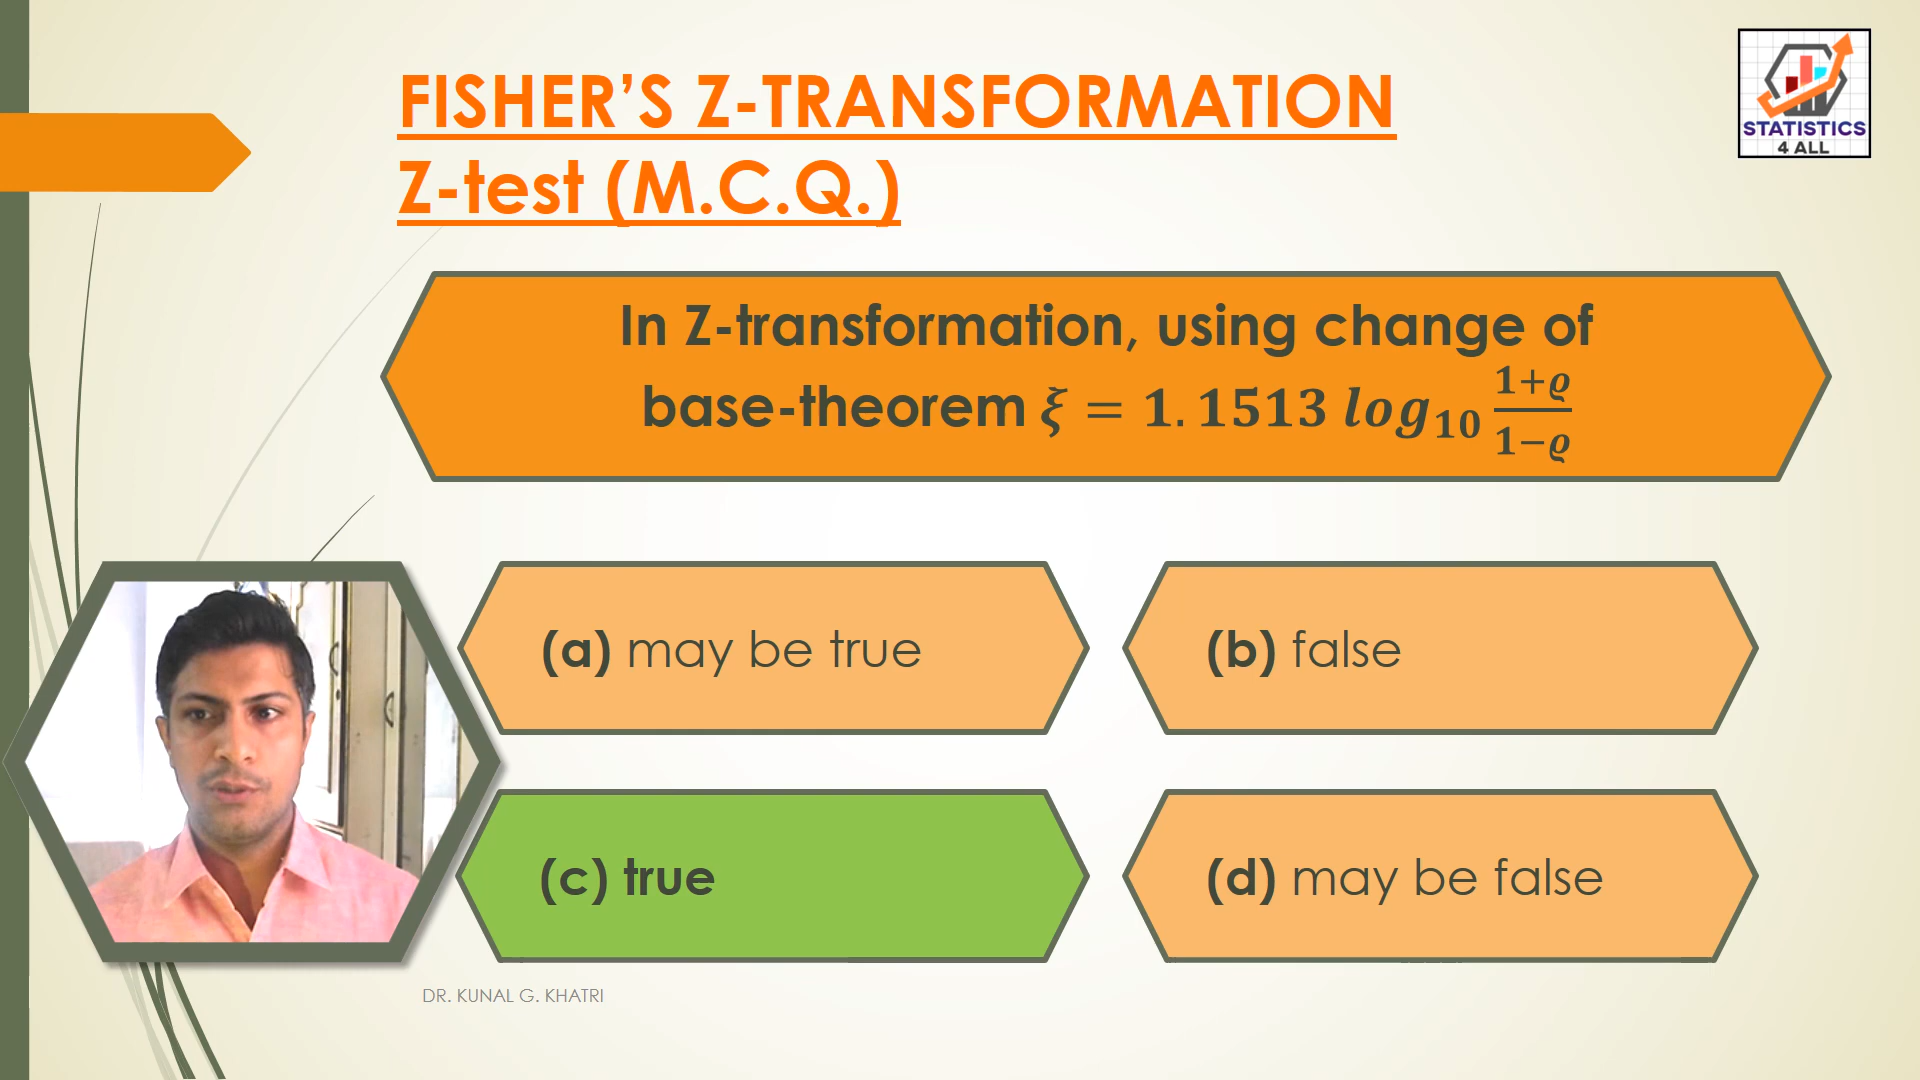 FISHER’S Z-TRANSFORMATION
Z-test (M.C.Q.)
STATISTICS
4 ALL
In Z-transformation, using change of
base-theorem ξ = 1.1513 log₁₀ (1+ϱ)/(1−ϱ)
(a) may be true
(b) false
(c) true
(d) may be false
DR. KUNAL G. KHATRI